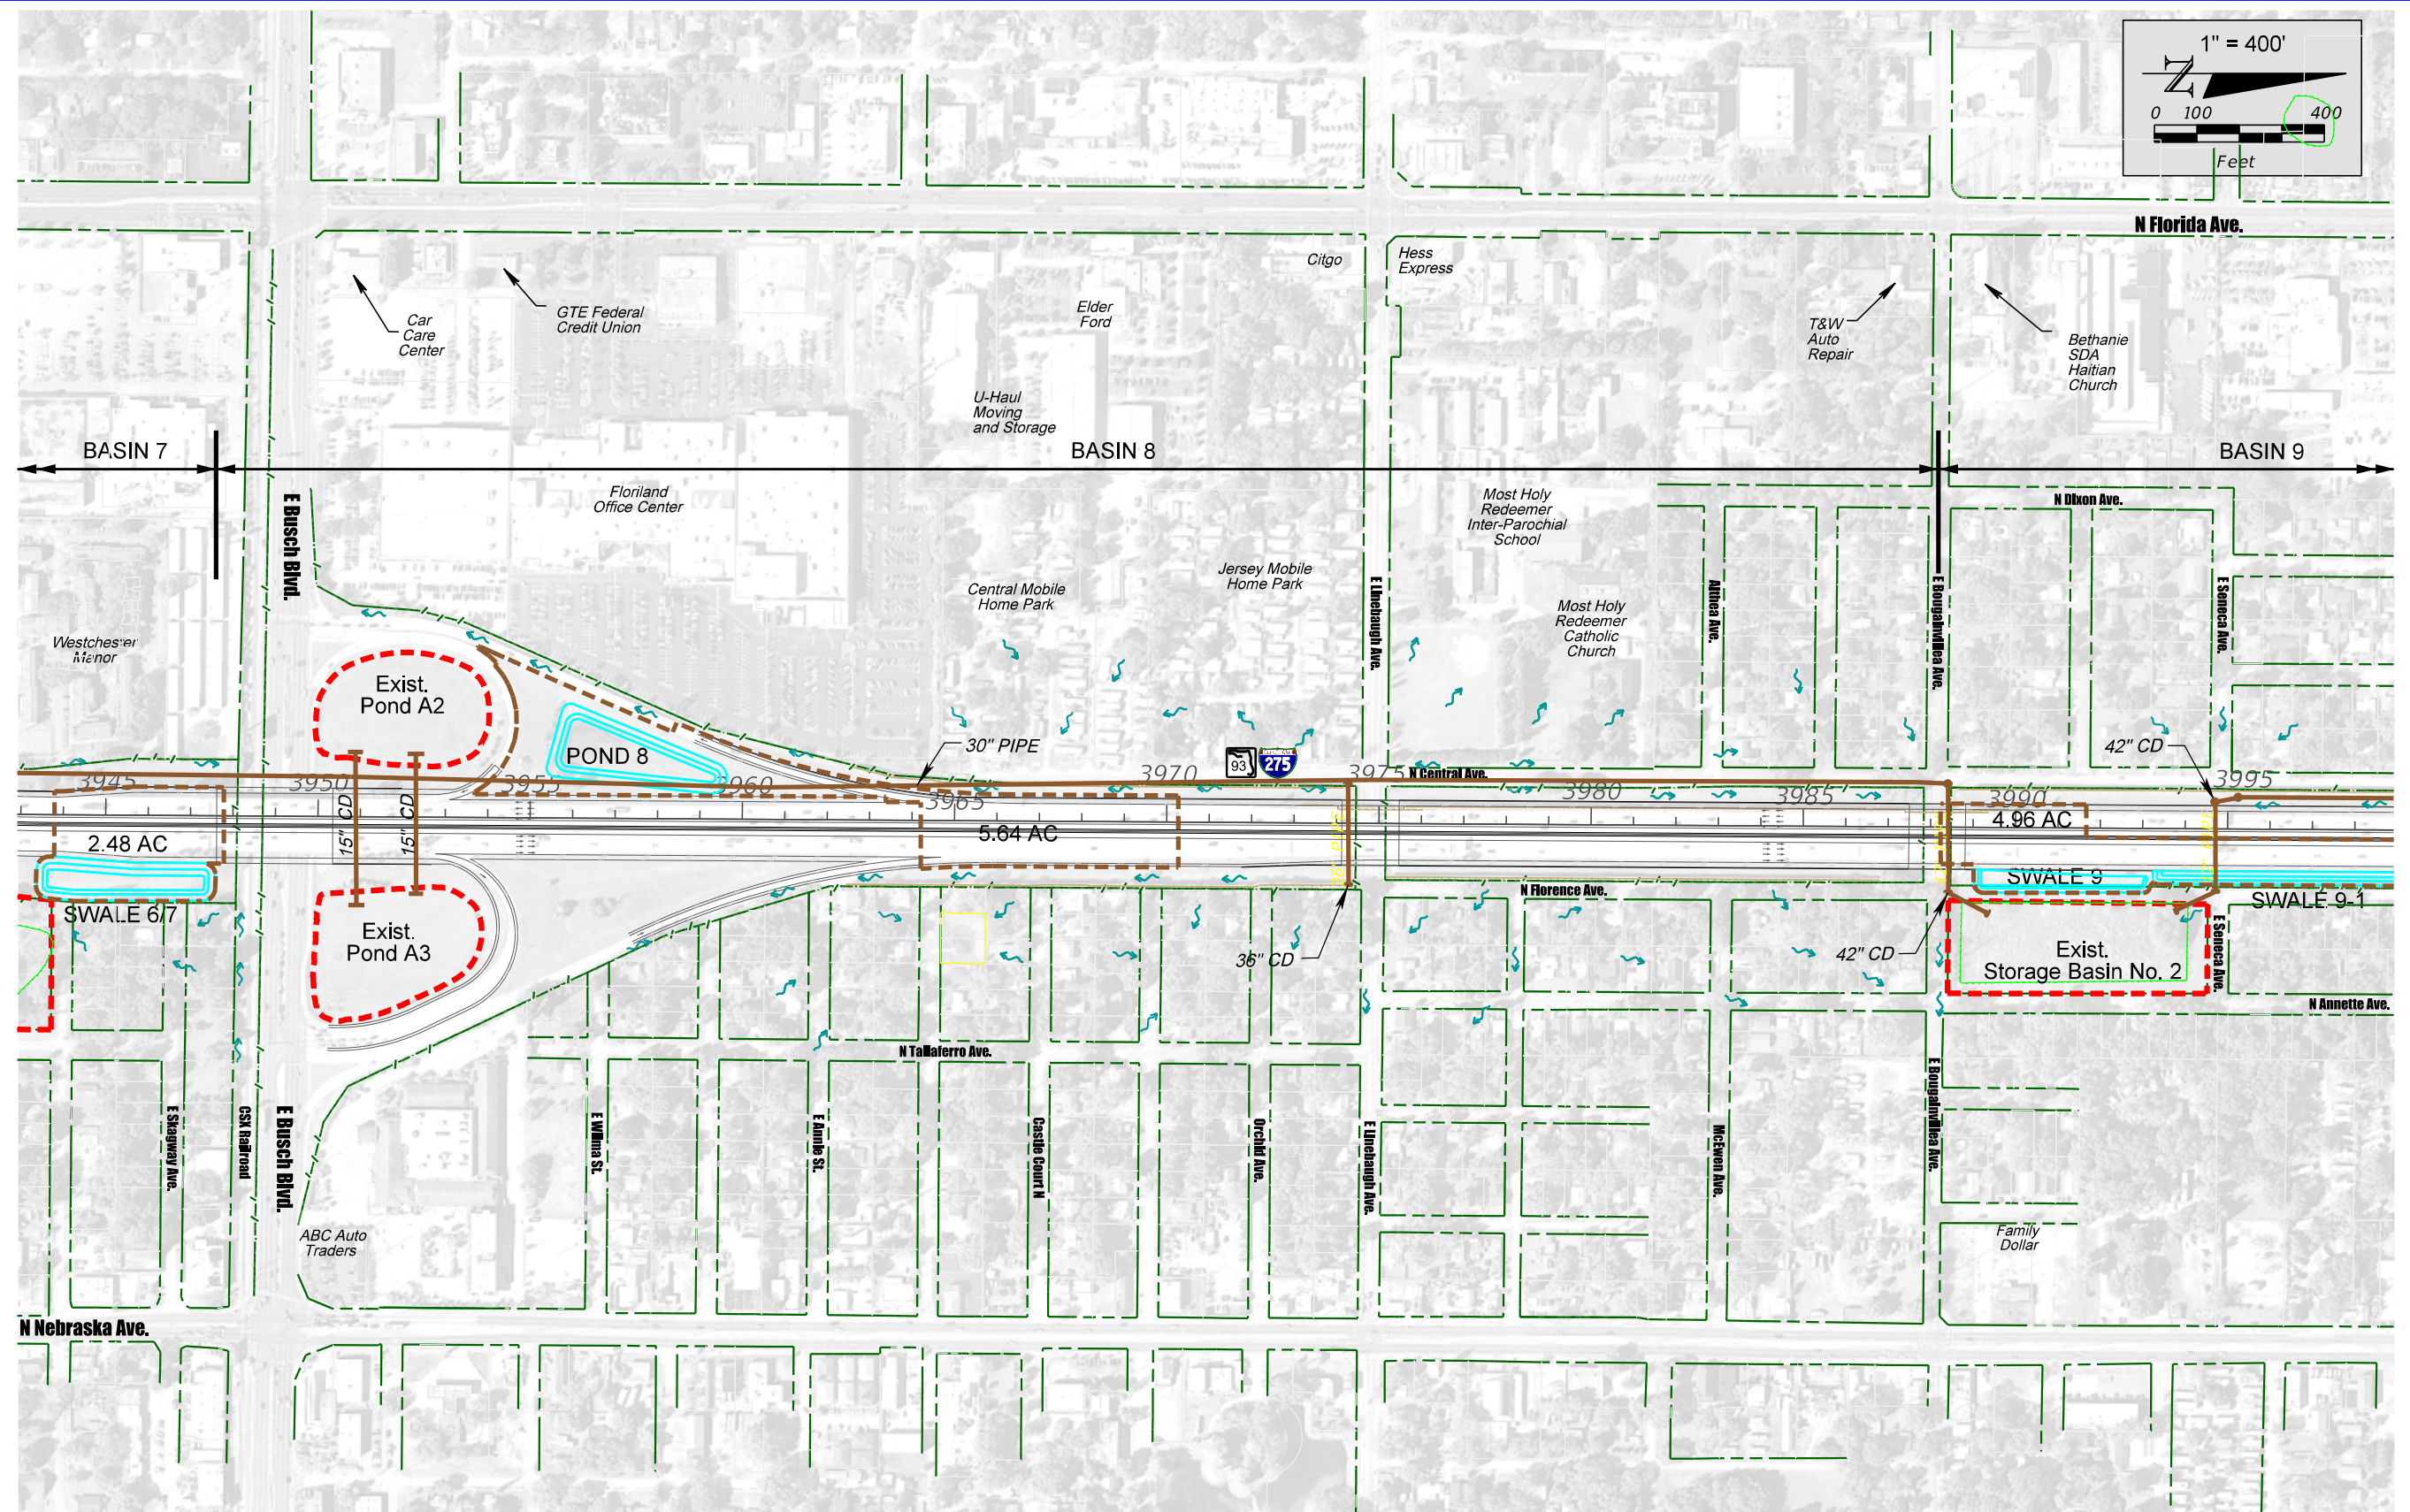 1" = 400'
N
0 100 400
Feet
N Florida Ave.
Citgo
Hess
Express
Car
Care
Center
GTE Federal
Credit Union
Elder
Ford
T&W
Auto
Repair
Bethanie
SDA
Haitian
Church
U-Haul
Moving
and Storage
BASIN 7
BASIN 8
BASIN 9
E Busch Blvd.
Floriland
Office Center
Most Holy
Redeemer
Inter-Parochial
School
N Dixon Ave.
Central Mobile
Home Park
Jersey Mobile
Home Park
E Linebaugh Ave.
Most Holy
Redeemer
Catholic
Church
Althea Ave.
E Bougainvillea Ave.
E Seneca Ave.
Westchester
Manor
Exist.
Pond A2
POND 8
30" PIPE
93
275
N Central Ave.
42" CD
3945
3950
3955
3960
3965
3970
3975
3980
3985
3990
3995
2.48 AC
15" CD
15" CD
5.64 AC
4.96 AC
SWALE 6/7
SWALE 9
SWALE 9-1
N Florence Ave.
Exist.
Pond A3
36" CD
42" CD
Exist.
Storage Basin No. 2
E Seneca Ave.
N Annette Ave.
N Taliaferro Ave.
E Skagway Ave.
CSX Railroad
E Busch Blvd.
E Wilma St.
E Annie St.
Castle Court N
Orchid Ave.
E Linebaugh Ave.
McEwen Ave.
E Bougainvillea Ave.
ABC Auto
Traders
Family
Dollar
N Nebraska Ave.